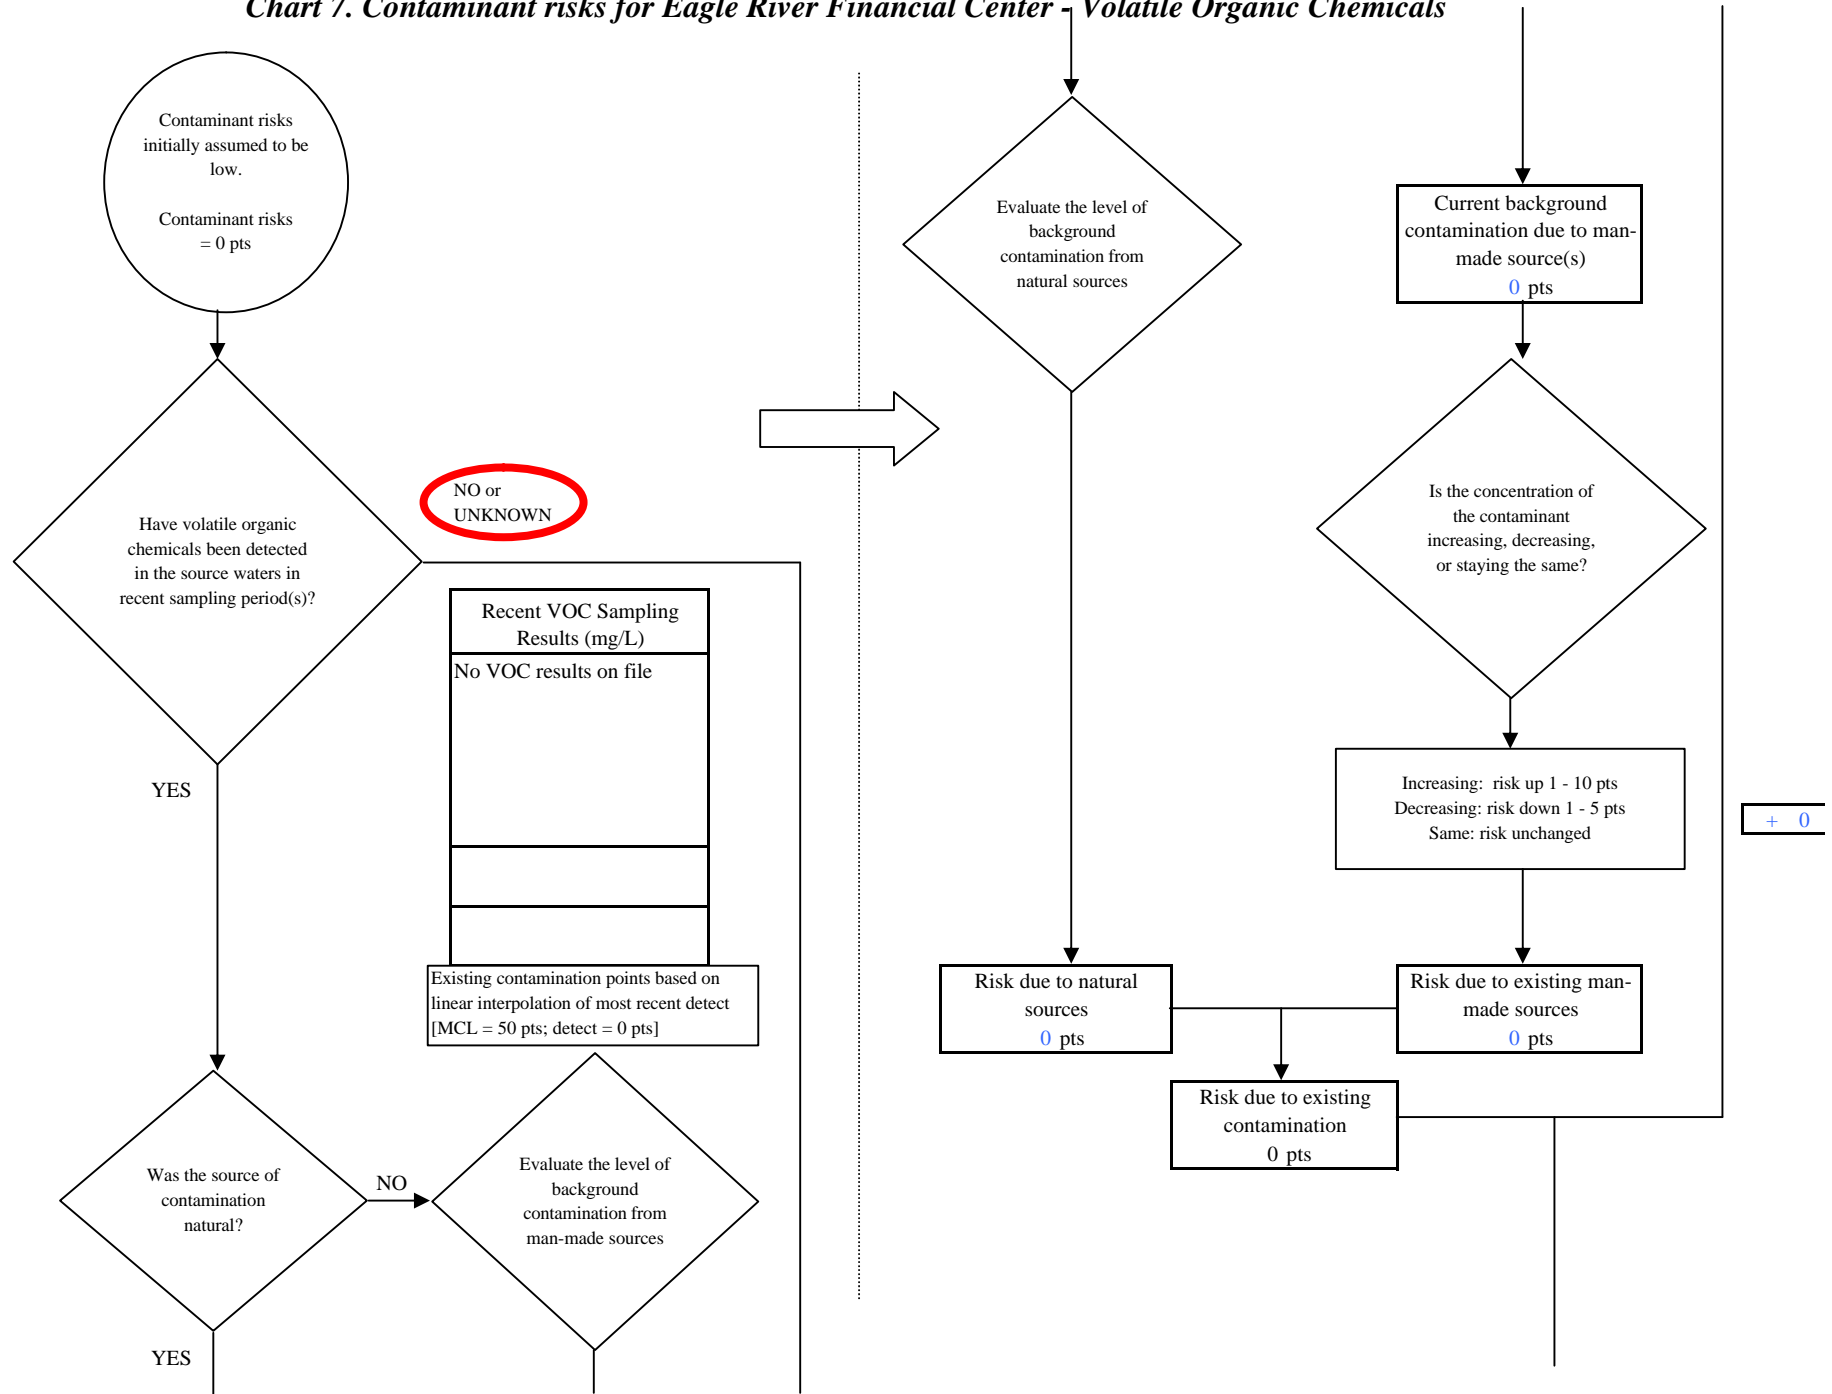 Chart 7. Contaminant risks for Eagle River Financial Center - Volatile Organic Chemicals
Contaminant risks
initially assumed to be
low.
Contaminant risks
= 0 pts
Have volatile organic
chemicals been detected
in the source waters in
recent sampling period(s)?
NO or
UNKNOWN
YES
Recent VOC Sampling
Results (mg/L)
No VOC results on file
Existing contamination points based on
linear interpolation of most recent detect
[MCL = 50 pts; detect = 0 pts]
Was the source of
contamination
natural?
NO
YES
Evaluate the level of
background
contamination from
man-made sources
Evaluate the level of
background
contamination from
natural sources
Current background
contamination due to man-
made source(s)
0 pts
Is the concentration of
the contaminant
increasing, decreasing,
or staying the same?
Increasing: risk up 1 - 10 pts
Decreasing: risk down 1 - 5 pts
Same: risk unchanged
+ 0
Risk due to natural
sources
0 pts
Risk due to existing man-
made sources
0 pts
Risk due to existing
contamination
0 pts